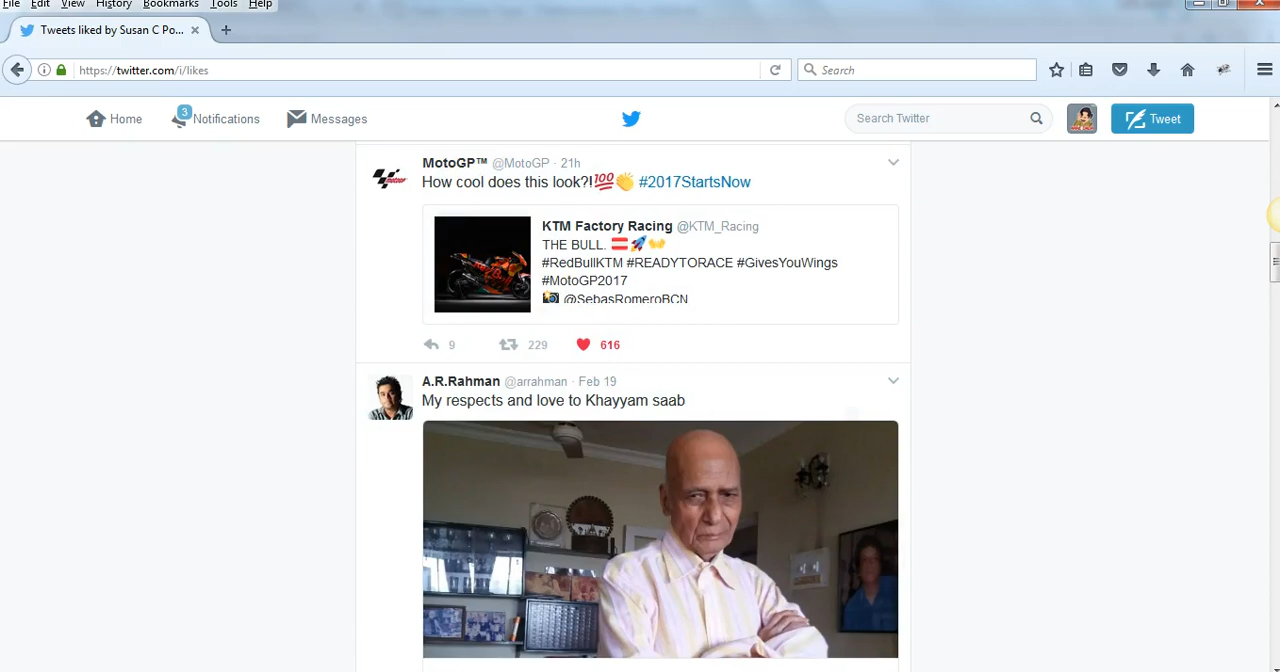 File Edit View History Bookmarks Tools Help
Tweets liked by Susan C Po...
https://twitter.com/i/likes
Search
Home
3
Notifications
Messages
Search Twitter
Tweet
MotoGP™ @MotoGP · 21h
How cool does this look?!💯👏 #2017StartsNow
KTM Factory Racing @KTM_Racing
THE BULL. 🇦🇹🚀👐
#RedBullKTM #READYTORACE #GivesYouWings
#MotoGP2017
📸 @SebasRomeroBCN
9 229 616
A.R.Rahman @arrahman · Feb 19
My respects and love to Khayyam saab